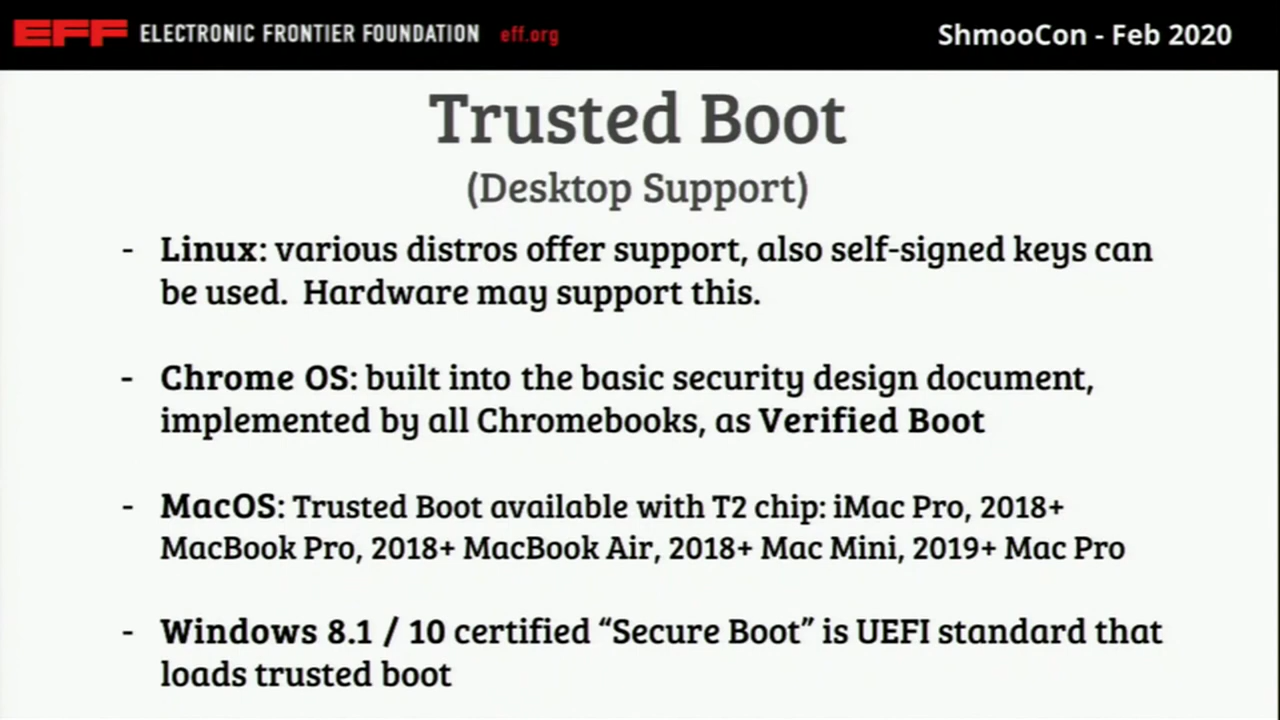 EFF ELECTRONIC FRONTIER FOUNDATION eff.org
ShmooCon - Feb 2020
Trusted Boot
(Desktop Support)
- Linux: various distros offer support, also self-signed keys can
be used. Hardware may support this.
- Chrome OS: built into the basic security design document,
implemented by all Chromebooks, as Verified Boot
- MacOS: Trusted Boot available with T2 chip: iMac Pro, 2018+
MacBook Pro, 2018+ MacBook Air, 2018+ Mac Mini, 2019+ Mac Pro
- Windows 8.1 / 10 certified “Secure Boot” is UEFI standard that
loads trusted boot